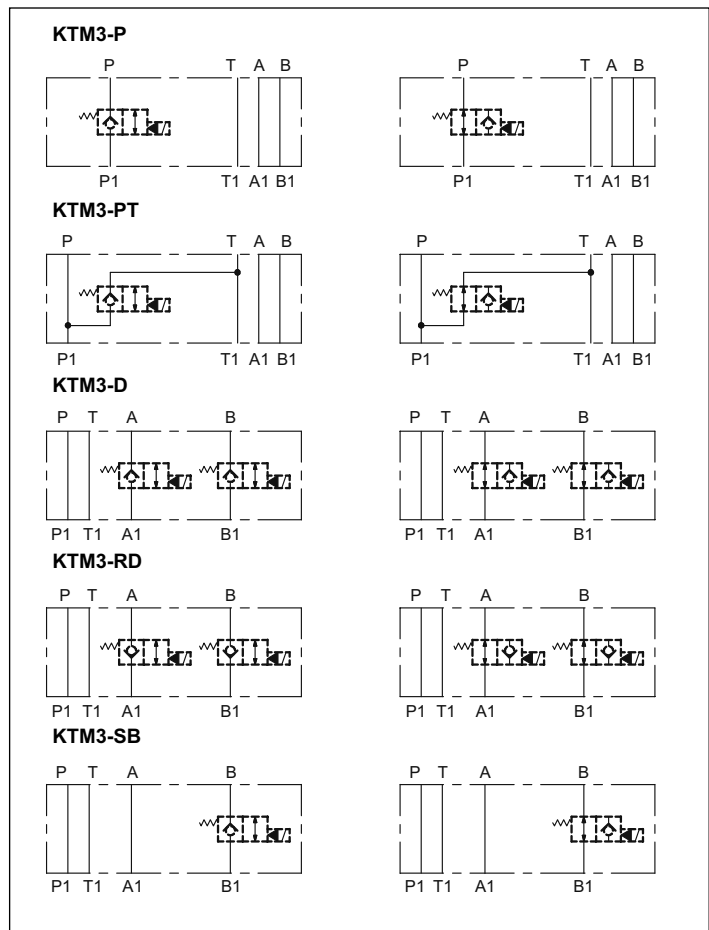 KTM3-P
P T A B P T A B
P1 T1 A1 B1 P1 T1 A1 B1
KTM3-PT
P T A B P T A B
P1 T1 A1 B1 P1 T1 A1 B1
KTM3-D
P T A B P T A B
P1 T1 A1 B1 P1 T1 A1 B1
KTM3-RD
P T A B P T A B
P1 T1 A1 B1 P1 T1 A1 B1
KTM3-SB
P T A B P T A B
P1 T1 A1 B1 P1 T1 A1 B1